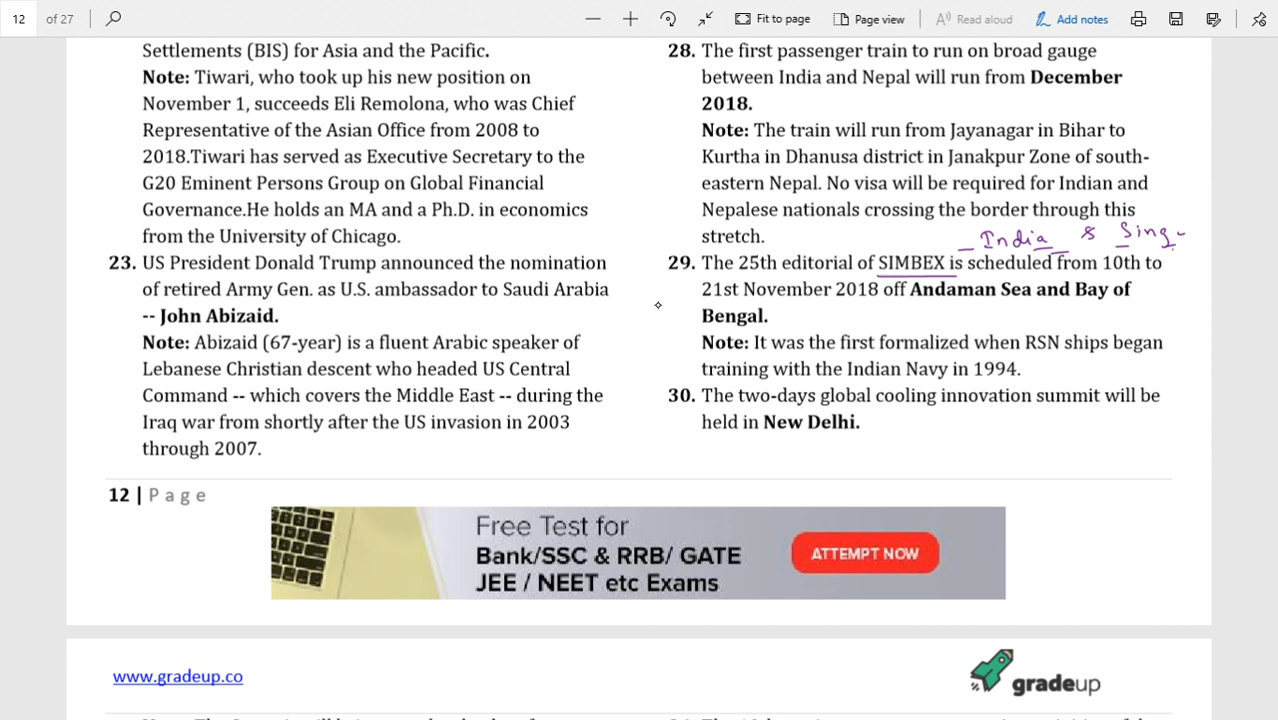 12 of 27
Fit to page
Page view
Read aloud
Add notes
Settlements (BIS) for Asia and the Pacific.
Note: Tiwari, who took up his new position on
November 1, succeeds Eli Remolona, who was Chief
Representative of the Asian Office from 2008 to
2018.Tiwari has served as Executive Secretary to the
G20 Eminent Persons Group on Global Financial
Governance.He holds an MA and a Ph.D. in economics
from the University of Chicago.
23. US President Donald Trump announced the nomination
of retired Army Gen. as U.S. ambassador to Saudi Arabia
-- John Abizaid.
Note: Abizaid (67-year) is a fluent Arabic speaker of
Lebanese Christian descent who headed US Central
Command -- which covers the Middle East -- during the
Iraq war from shortly after the US invasion in 2003
through 2007.
28. The first passenger train to run on broad gauge
between India and Nepal will run from December
2018.
Note: The train will run from Jayanagar in Bihar to
Kurtha in Dhanusa district in Janakpur Zone of south-
eastern Nepal. No visa will be required for Indian and
Nepalese nationals crossing the border through this
stretch.
India & Sing-
29. The 25th editorial of SIMBEX is scheduled from 10th to
21st November 2018 off Andaman Sea and Bay of
Bengal.
Note: It was the first formalized when RSN ships began
training with the Indian Navy in 1994.
30. The two-days global cooling innovation summit will be
held in New Delhi.
12 | Page
Free Test for
Bank/SSC & RRB/ GATE
JEE / NEET etc Exams
ATTEMPT NOW
www.gradeup.co
gradeup